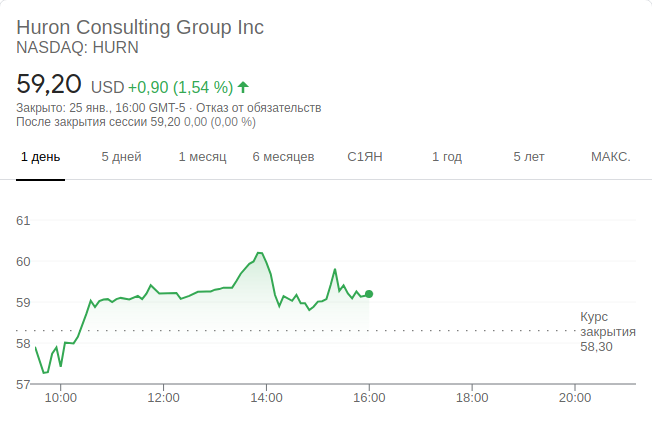 Huron Consulting Group Inc
NASDAQ: HURN
59,20 USD +0,90 (1,54 %)
Закрыто: 25 янв., 16:00 GMT-5 · Отказ от обязательств
После закрытия сессии 59,20 0,00 (0,00 %)
1 день 5 дней 1 месяц 6 месяцев С1ЯН 1 год 5 лет МАКС.
61
60
59
Курс
закрытия
58,30
58
57
10:00 12:00 14:00 16:00 18:00 20:00